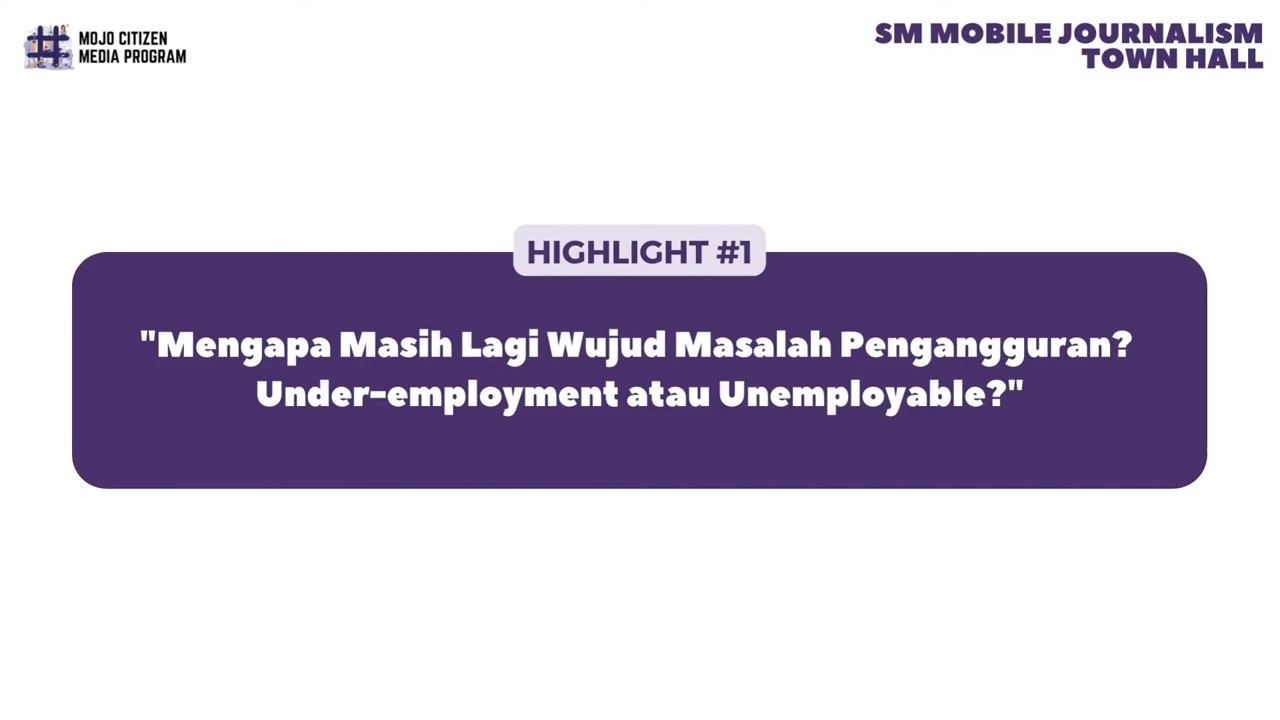 MOJO CITIZEN
MEDIA PROGRAM
SM MOBILE JOURNALISM
TOWN HALL
HIGHLIGHT #1
"Mengapa Masih Lagi Wujud Masalah Pengangguran?
Under-employment atau Unemployable?"